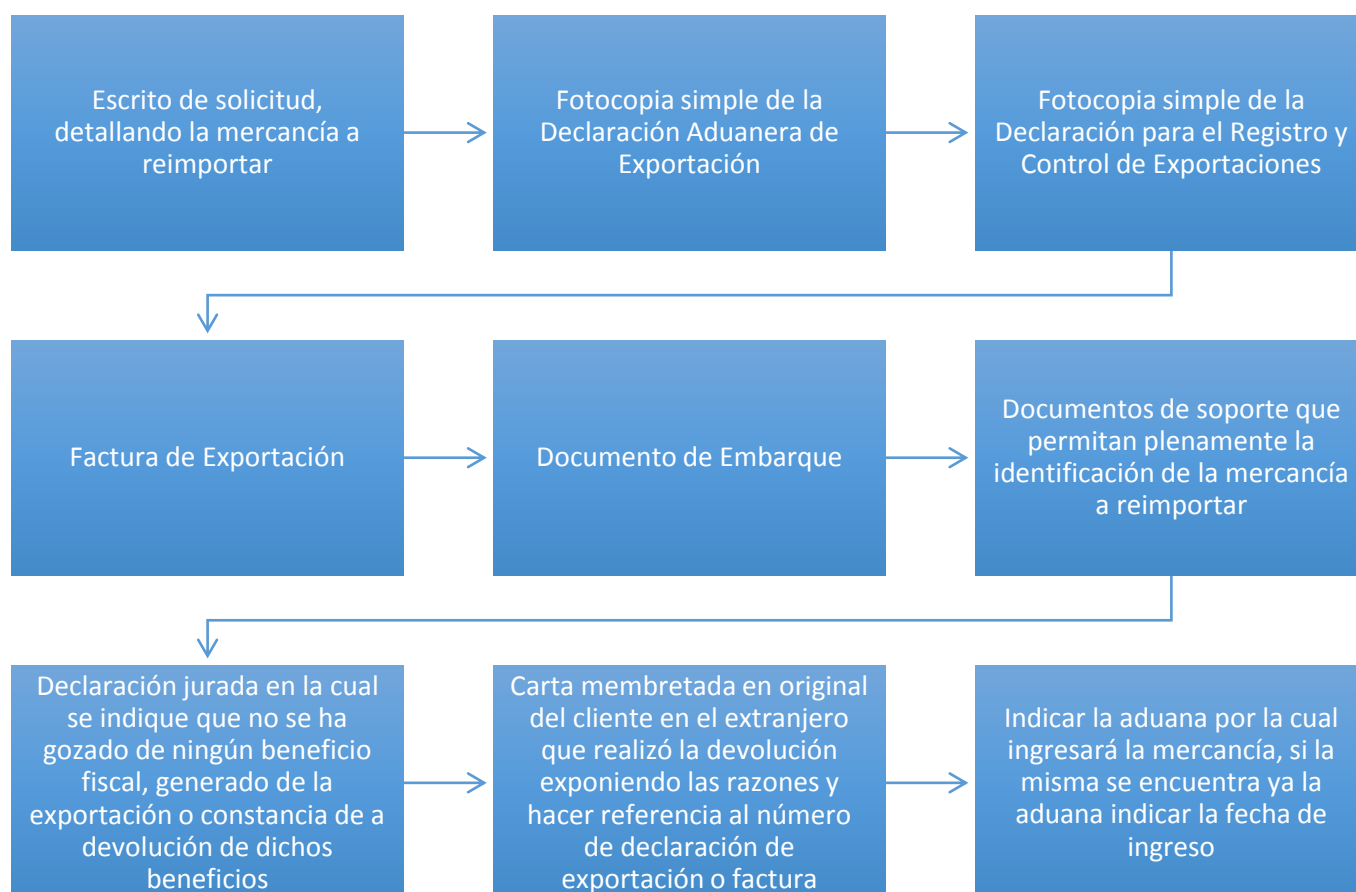 Escrito de solicitud,
detallando la mercancía a
reimportar
Fotocopia simple de la
Declaración Aduanera de
Exportación
Fotocopia simple de la
Declaración para el Registro y
Control de Exportaciones
Factura de Exportación
Documento de Embarque
Documentos de soporte que
permitan plenamente la
identificación de la mercancía
a reimportar
Declaración jurada en la cual
se indique que no se ha
gozado de ningún beneficio
fiscal, generado de la
exportación o constancia de a
devolución de dichos
beneficios
Carta membretada en original
del cliente en el extranjero
que realizó la devolución
exponiendo las razones y
hacer referencia al número
de declaración de
exportación o factura
Indicar la aduana por la cual
ingresará la mercancía, si la
misma se encuentra ya la
aduana indicar la fecha de
ingreso